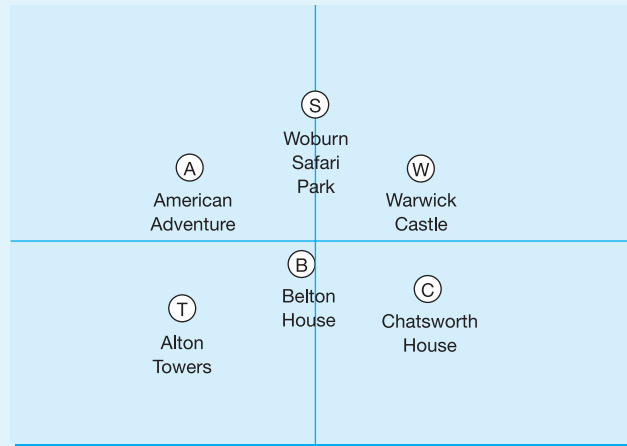 S
Woburn
Safari
Park
A
American
Adventure
W
Warwick
Castle
B
Belton
House
C
Chatsworth
House
T
Alton
Towers